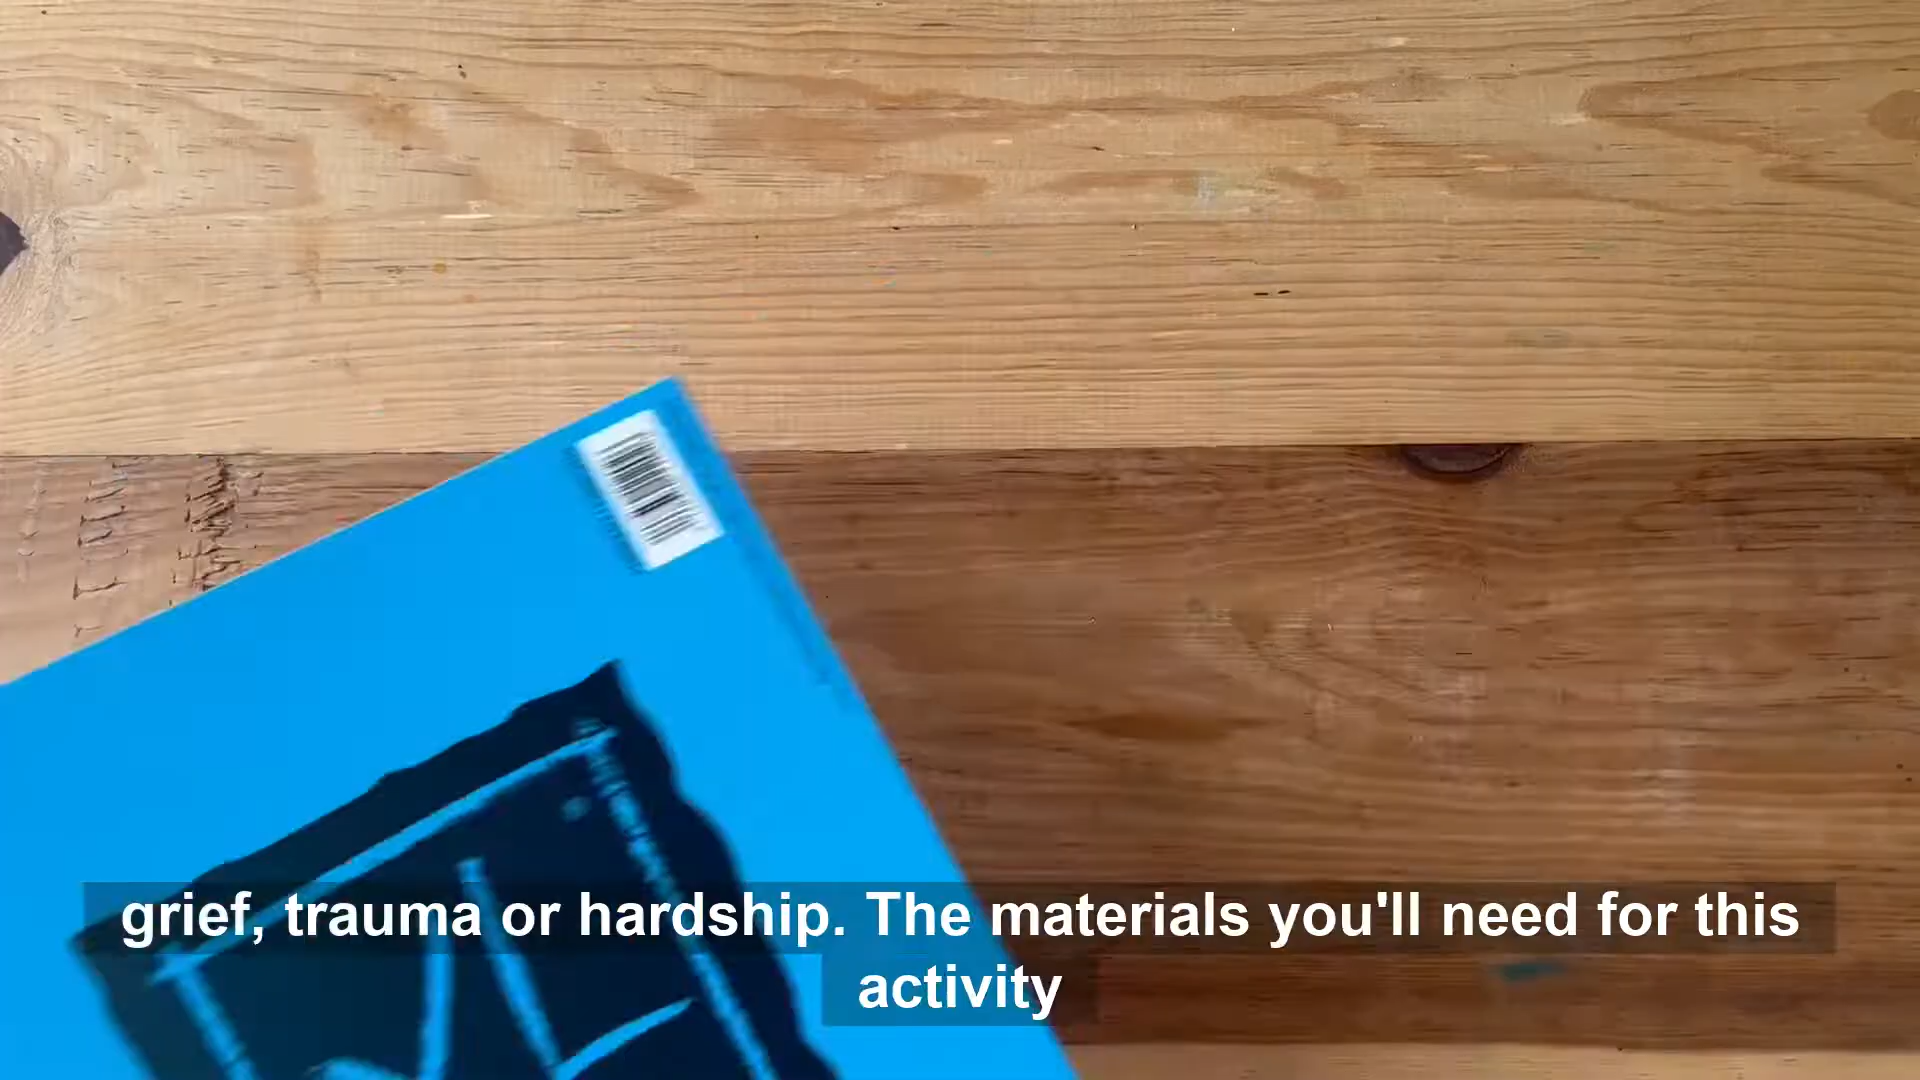 grief, trauma or hardship. The materials you'll need for this
activity